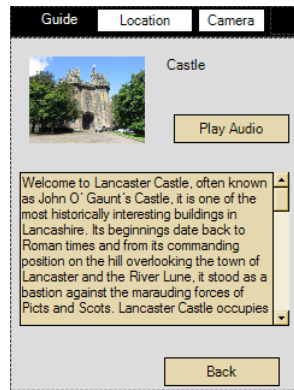 Guide Location Camera
Castle
Play Audio
Welcome to Lancaster Castle, often known
as John O' Gaunt's Castle, it is one of the
most historically interesting buildings in
Lancashire. Its beginnings date back to
Roman times and from its commanding
position on the hill overlooking the town of
Lancaster and the River Lune, it stood as a
bastion against the marauding forces of
Picts and Scots. Lancaster Castle occupies
Back